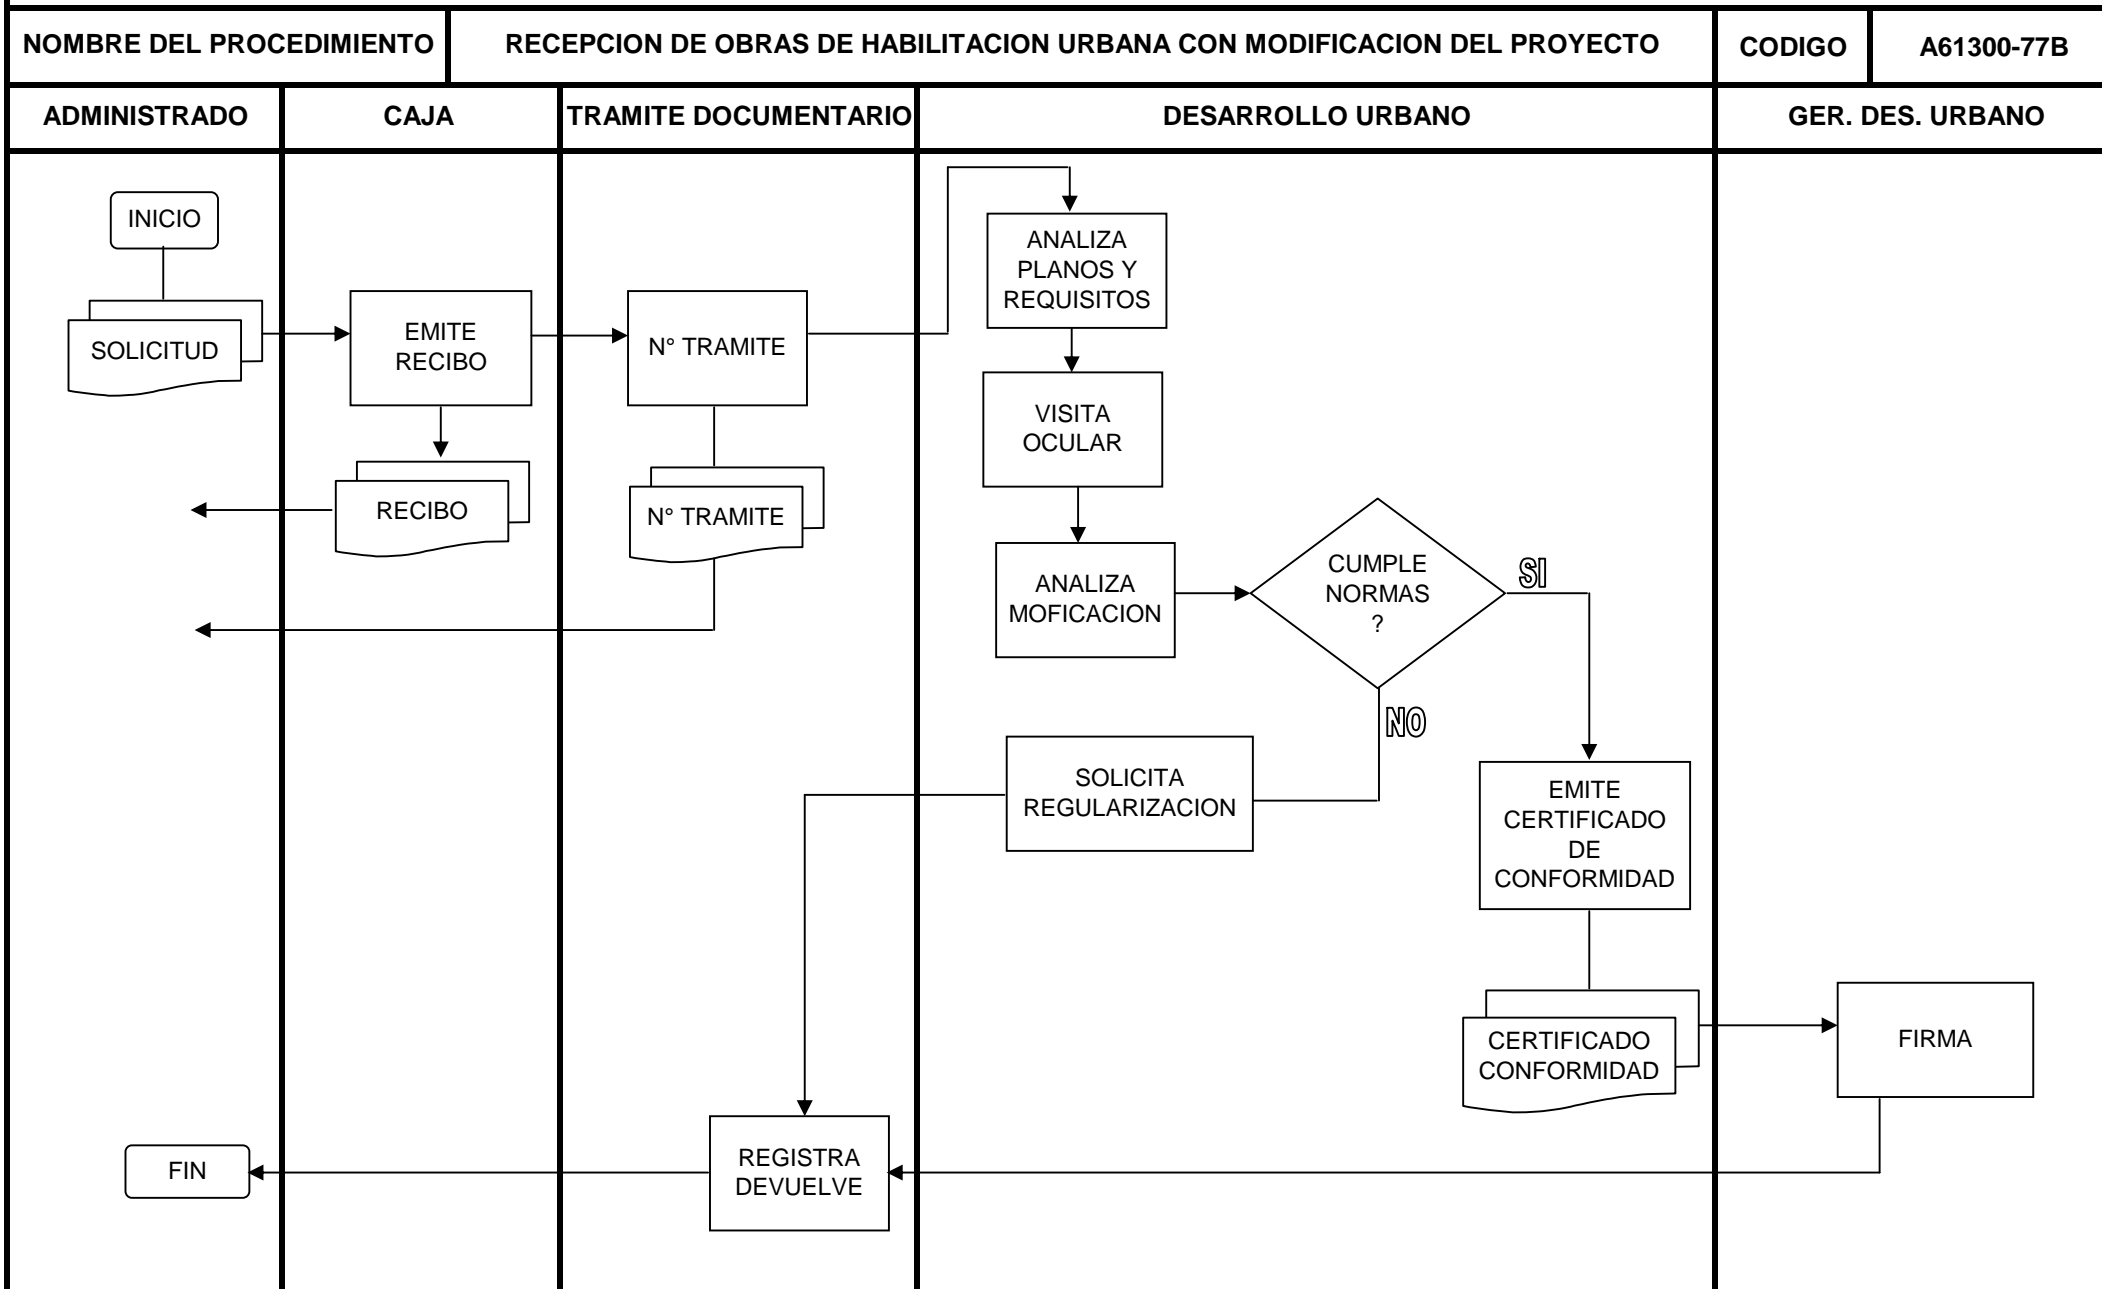 NOMBRE DEL PROCEDIMIENTO
RECEPCION DE OBRAS DE HABILITACION URBANA CON MODIFICACION DEL PROYECTO
CODIGO
A61300-77B
ADMINISTRADO
CAJA
TRAMITE DOCUMENTARIO
DESARROLLO URBANO
GER. DES. URBANO
INICIO
SOLICITUD
EMITE
RECIBO
RECIBO
N° TRAMITE
N° TRAMITE
ANALIZA
PLANOS Y
REQUISITOS
VISITA
OCULAR
ANALIZA
MOFICACION
CUMPLE
NORMAS
?
SI
NO
SOLICITA
REGULARIZACION
EMITE
CERTIFICADO
DE
CONFORMIDAD
CERTIFICADO
CONFORMIDAD
FIRMA
REGISTRA
DEVUELVE
FIN